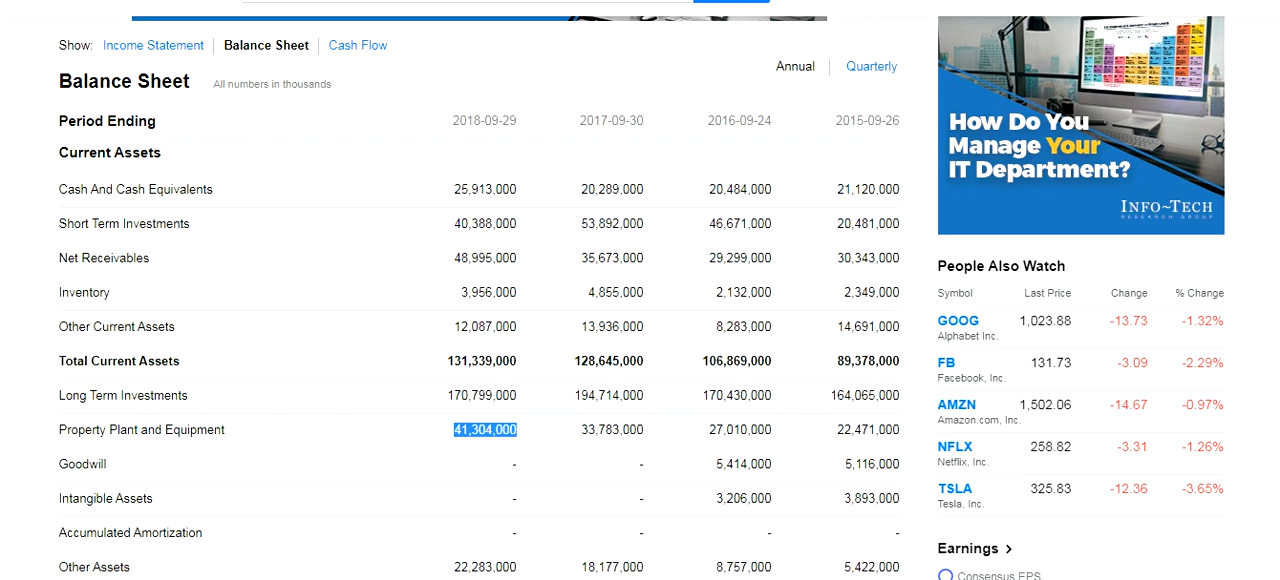 Show: Income Statement Balance Sheet Cash Flow
Annual Quarterly
Balance Sheet All numbers in thousands
Period Ending 2018-09-29 2017-09-30 2016-09-24 2015-09-26
Current Assets
Cash And Cash Equivalents 25,913,000 20,289,000 20,484,000 21,120,000
Short Term Investments 40,388,000 53,892,000 46,671,000 20,481,000
Net Receivables 48,995,000 35,673,000 29,299,000 30,343,000
Inventory 3,956,000 4,855,000 2,132,000 2,349,000
Other Current Assets 12,087,000 13,936,000 8,283,000 14,691,000
Total Current Assets 131,339,000 128,645,000 106,869,000 89,378,000
Long Term Investments 170,799,000 194,714,000 170,430,000 164,065,000
Property Plant and Equipment 41,304,000 33,783,000 27,010,000 22,471,000
Goodwill - - 5,414,000 5,116,000
Intangible Assets - - 3,206,000 3,893,000
Accumulated Amortization - - - -
Other Assets 22,283,000 18,177,000 8,757,000 5,422,000
How Do You
Manage Your
IT Department?
INFO~TECH
RESEARCH GROUP
People Also Watch
Symbol Last Price Change % Change
GOOG 1,023.88 -13.73 -1.32%
Alphabet Inc.
FB 131.73 -3.09 -2.29%
Facebook, Inc.
AMZN 1,502.06 -14.67 -0.97%
Amazon.com, Inc.
NFLX 258.82 -3.31 -1.26%
Netflix, Inc.
TSLA 325.83 -12.36 -3.65%
Tesla, Inc.
Earnings >
Consensus EPS